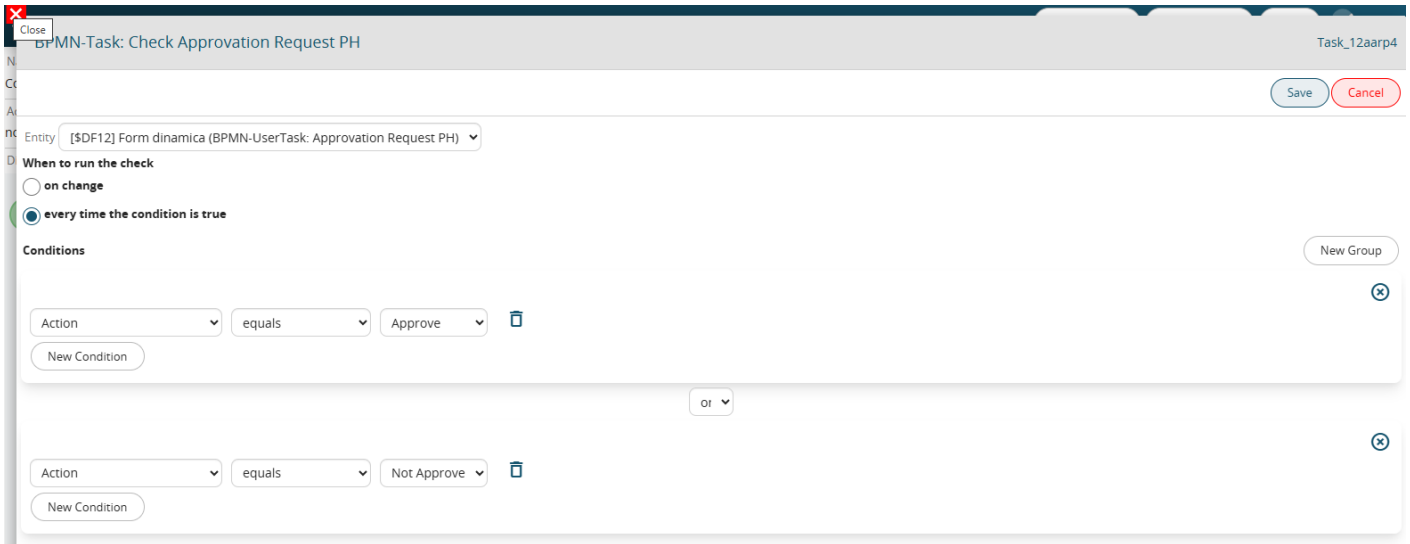 Close
BPMN-Task: Check Approvation Request PH
Task_12aarp4
Save Cancel
Entity [$DF12] Form dinamica (BPMN-UserTask: Approvation Request PH)
When to run the check
on change
every time the condition is true
Conditions New Group
Action equals Approve
New Condition
or
Action equals Not Approve
New Condition